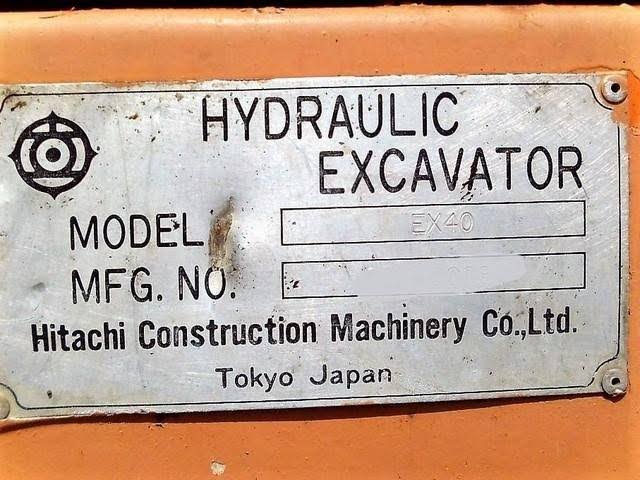 HYDRAULIC
EXCAVATOR
MODEL EX40
MFG. NO.
Hitachi Construction Machinery Co.,Ltd.
Tokyo Japan